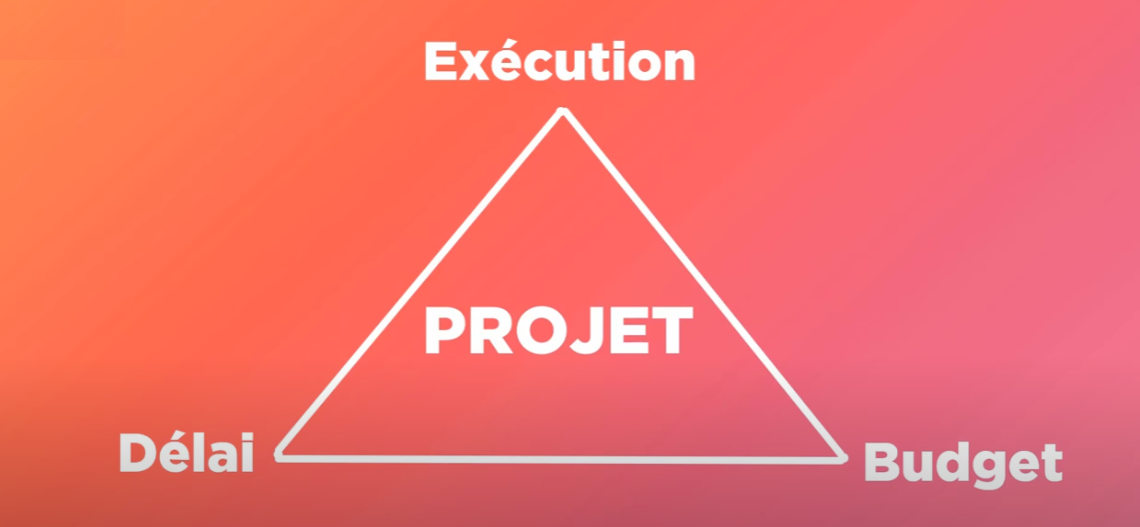 Exécution
PROJET
Délai
Budget